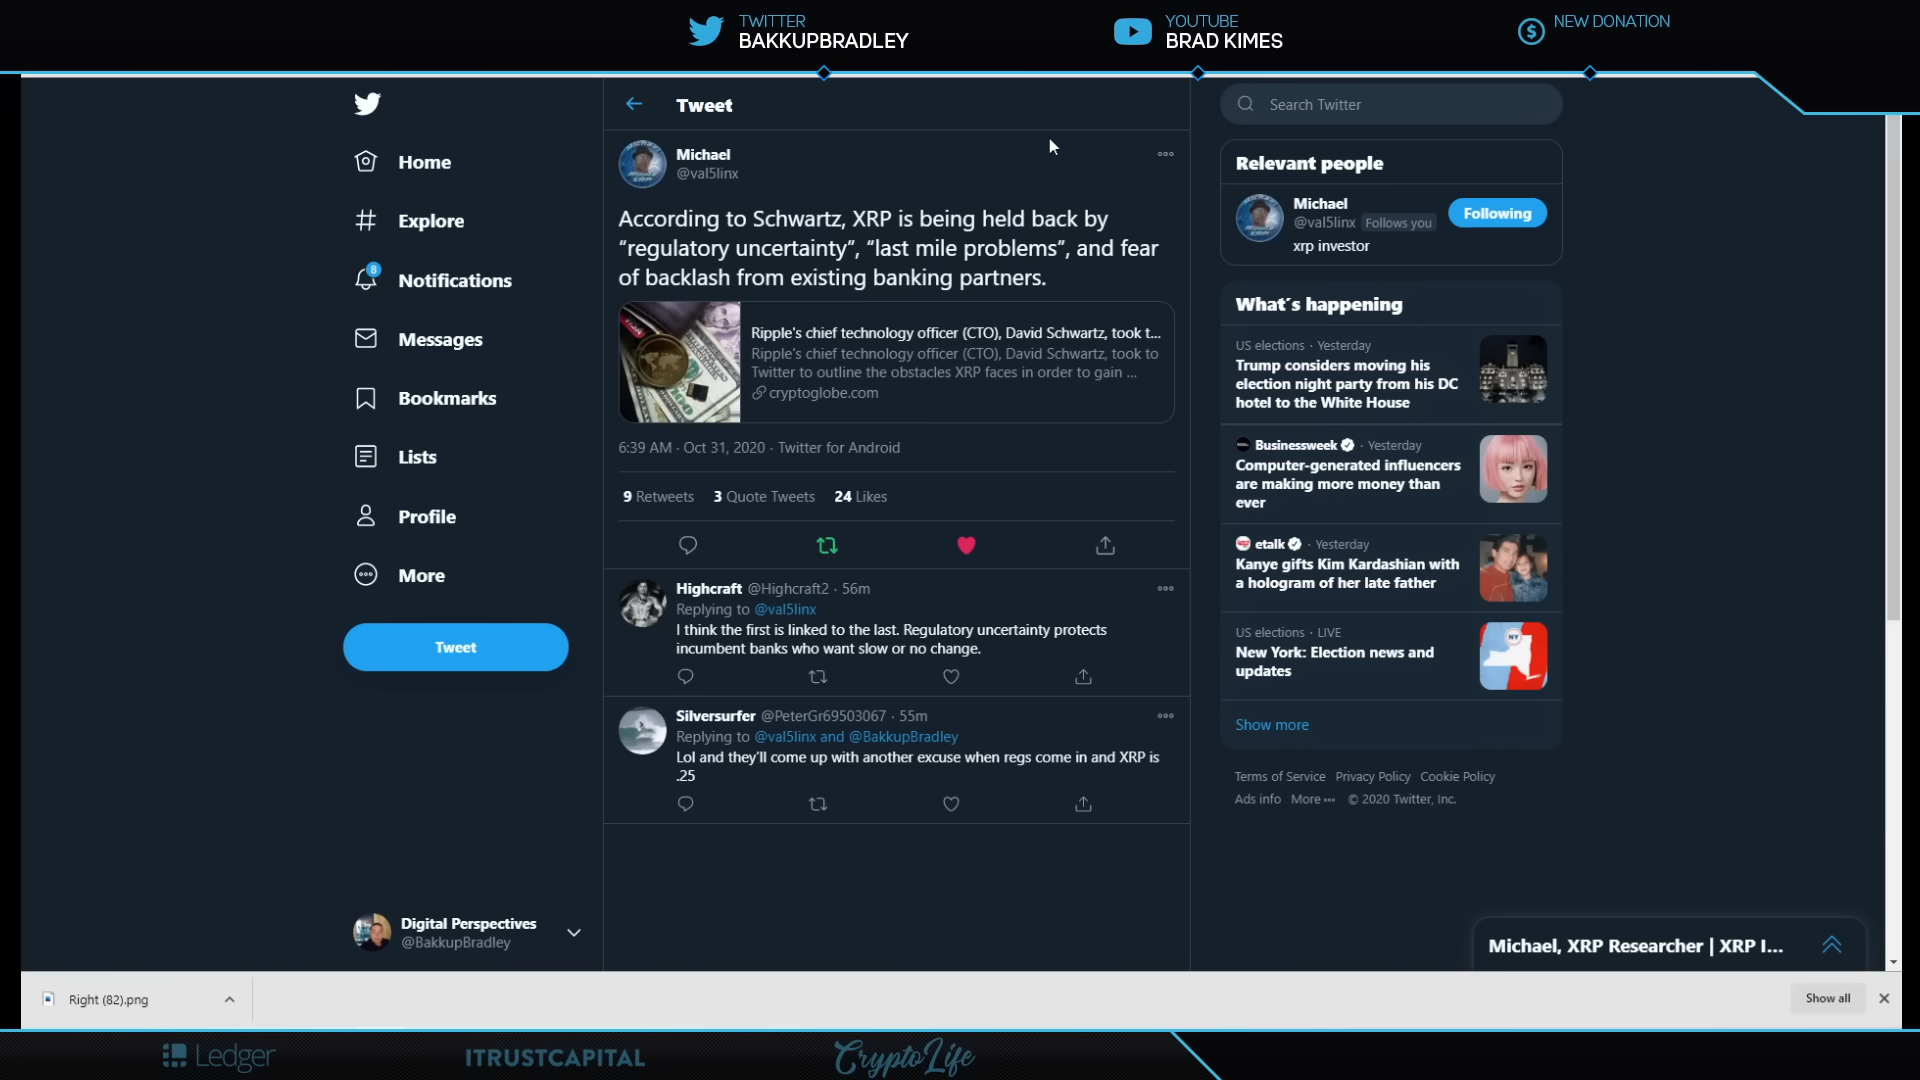 TWITTER
BAKKUPBRADLEY
YOUTUBE
BRAD KIMES
NEW DONATION
Home
Explore
8
Notifications
Messages
Bookmarks
Lists
Profile
More
Tweet
Digital Perspectives
@BakkupBradley
Tweet
Michael
@val5linx
According to Schwartz, XRP is being held back by
“regulatory uncertainty”, “last mile problems”, and fear
of backlash from existing banking partners.
Ripple's chief technology officer (CTO), David Schwartz, took t...
Ripple's chief technology officer (CTO), David Schwartz, took to
Twitter to outline the obstacles XRP faces in order to gain ...
cryptoglobe.com
6:39 AM · Oct 31, 2020 · Twitter for Android
9 Retweets 3 Quote Tweets 24 Likes
Highcraft @Highcraft2 · 56m
Replying to @val5linx
I think the first is linked to the last. Regulatory uncertainty protects
incumbent banks who want slow or no change.
Silversurfer @PeterGr69503067 · 55m
Replying to @val5linx and @BakkupBradley
Lol and they'll come up with another excuse when regs come in and XRP is
.25
Search Twitter
Relevant people
Michael
@val5linx Follows you
Following
xrp investor
What´s happening
US elections · Yesterday
Trump considers moving his
election night party from his DC
hotel to the White House
Businessweek · Yesterday
Computer-generated influencers
are making more money than
ever
etalk · Yesterday
Kanye gifts Kim Kardashian with
a hologram of her late father
US elections · LIVE
New York: Election news and
updates
NY
Show more
Terms of Service Privacy Policy Cookie Policy
Ads info More ··· © 2020 Twitter, Inc.
Michael, XRP Researcher | XRP I...
Right (82).png
Show all
Ledger
ITRUSTCAPITAL
CryptoLife